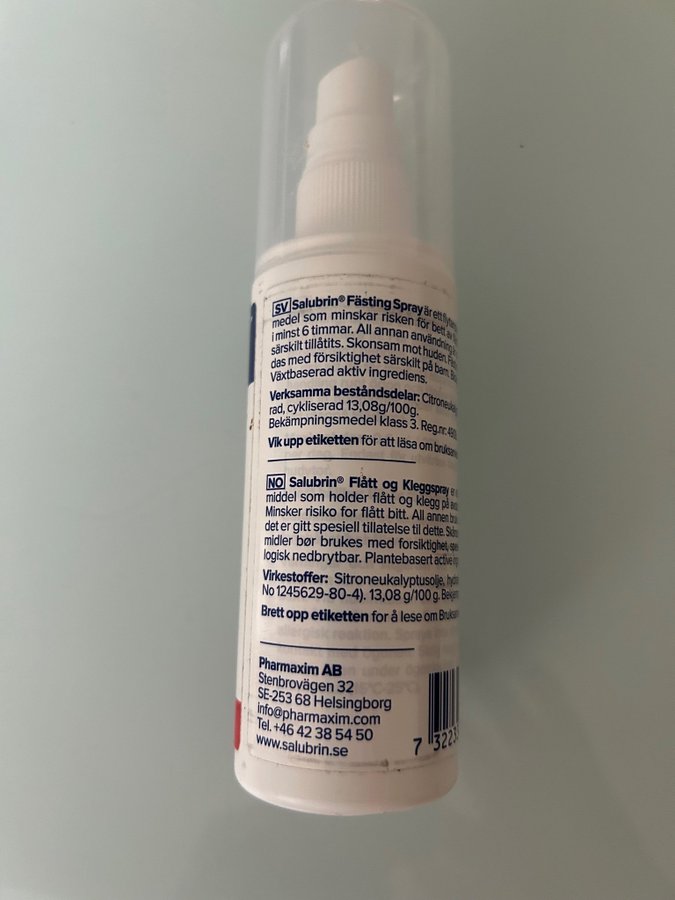 SV Salubrin® Fästing Spray är ett
medel som minskar risken för bett av
i minst 6 timmar. All annan användning
särskilt tillåtits. Skonsam mot huden.
das med försiktighet särskilt på barn.
Växtbaserad aktiv ingrediens.
Verksamma beståndsdelar:
rad, cykliserad 13,08g/100g.
Bekämpningsmedel klass 3. Reg.nr:
Vik upp etiketten för att läsa om
NO Salubrin® Flått og Kleggspray er
middel som holder flått og klegg på
Minsker risiko for flått bitt. All annen
det er gitt spesiell tillatelse til dette.
midler bør brukes med forsiktighet,
logisk nedbrytbar. Plantebasert active
Virkestoffer: Sitroneukalyptusolje,
No 1245629-80-4). 13,08 g/100 g.
Brett opp etiketten for å lese om
Pharmaxim AB
Stenbrovägen 32
SE-253 68 Helsingborg
info@pharmaxim.com
Tel. +46 42 38 54 50
www.salubrin.se
7